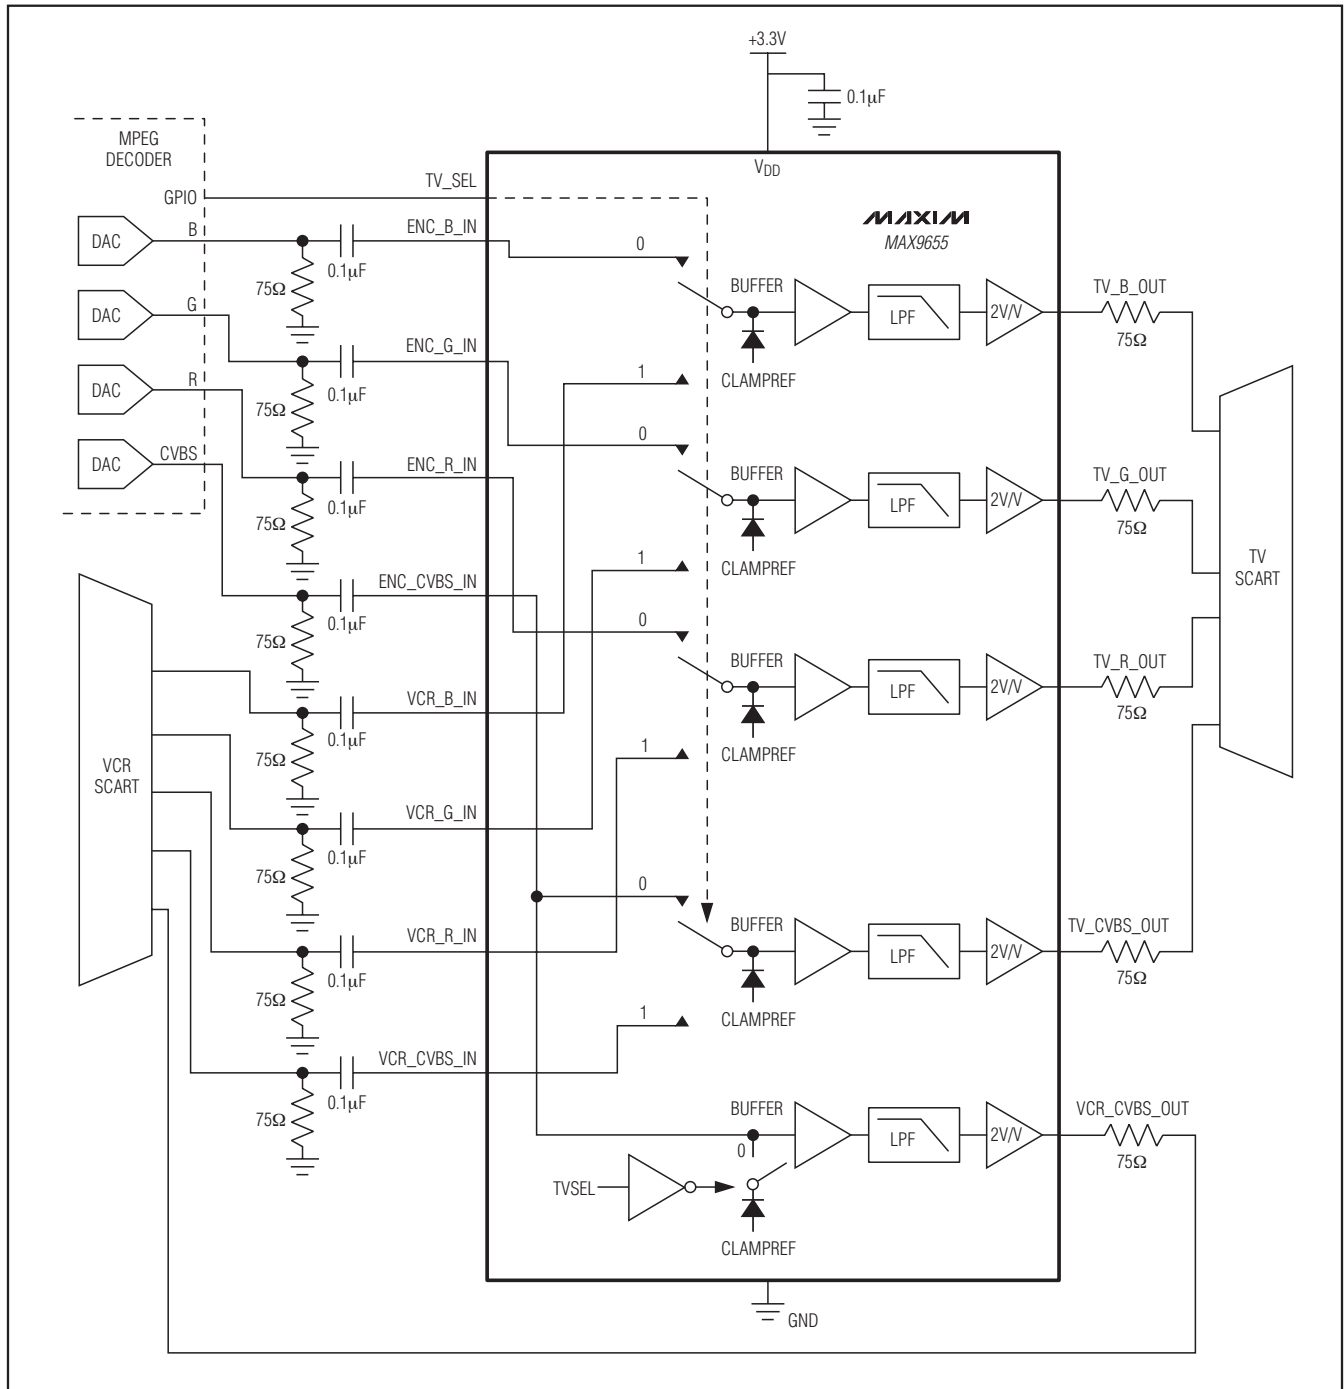 +3.3V
0.1μF
MPEG
DECODER
VDD
GPIO
TV_SEL
MAXIM
MAX9655
DAC
B
ENC_B_IN
0
0.1μF
75Ω
BUFFER
LPF
2V/V
TV_B_OUT
75Ω
CLAMPREF
DAC
G
ENC_G_IN
1
0.1μF
75Ω
DAC
R
0
ENC_R_IN
0.1μF
75Ω
BUFFER
LPF
2V/V
TV_G_OUT
75Ω
CLAMPREF
DAC
CVBS
1
ENC_CVBS_IN
0.1μF
75Ω
TV
SCART
0
BUFFER
LPF
2V/V
TV_R_OUT
75Ω
CLAMPREF
VCR_B_IN
0.1μF
75Ω
1
VCR
SCART
VCR_G_IN
0.1μF
75Ω
0
BUFFER
LPF
2V/V
TV_CVBS_OUT
75Ω
CLAMPREF
VCR_R_IN
0.1μF
75Ω
1
VCR_CVBS_IN
0.1μF
75Ω
BUFFER
LPF
2V/V
VCR_CVBS_OUT
75Ω
0
TVSEL
CLAMPREF
GND